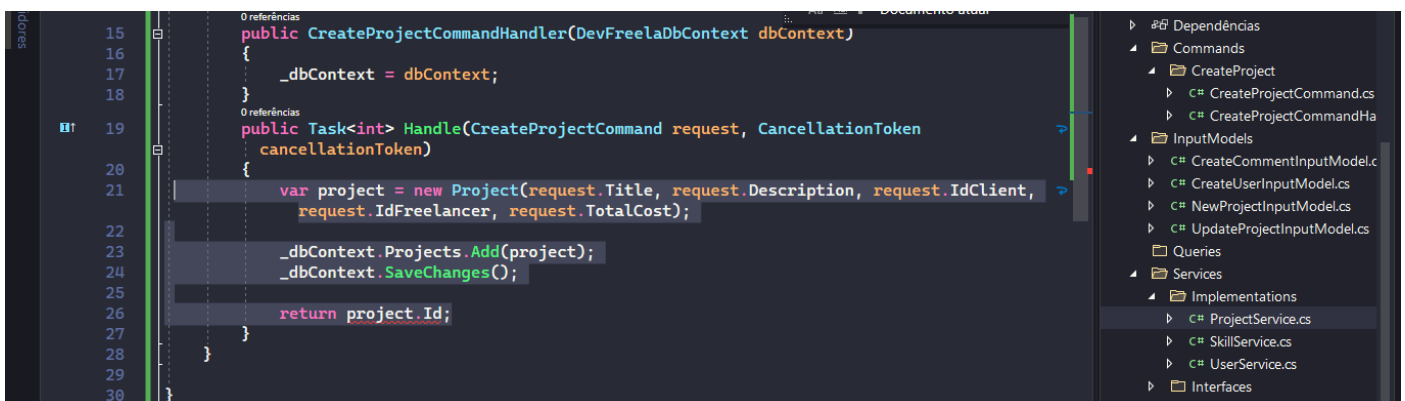 idores
Documento atual
0 referências
15 public CreateProjectCommandHandler(DevFreelaDbContext dbContext)
16 {
17 _dbContext = dbContext;
18 }
0 referências
19 public Task<int> Handle(CreateProjectCommand request, CancellationToken
cancellationToken)
20 {
21 var project = new Project(request.Title, request.Description, request.IdClient,
request.IdFreelancer, request.TotalCost);
22
23 _dbContext.Projects.Add(project);
24 _dbContext.SaveChanges();
25
26 return project.Id;
27 }
28 }
29
30 }
Dependências
Commands
CreateProject
C# CreateProjectCommand.cs
C# CreateProjectCommandHa
InputModels
C# CreateCommentInputModel.c
C# CreateUserInputModel.cs
C# NewProjectInputModel.cs
C# UpdateProjectInputModel.cs
Queries
Services
Implementations
C# ProjectService.cs
C# SkillService.cs
C# UserService.cs
Interfaces